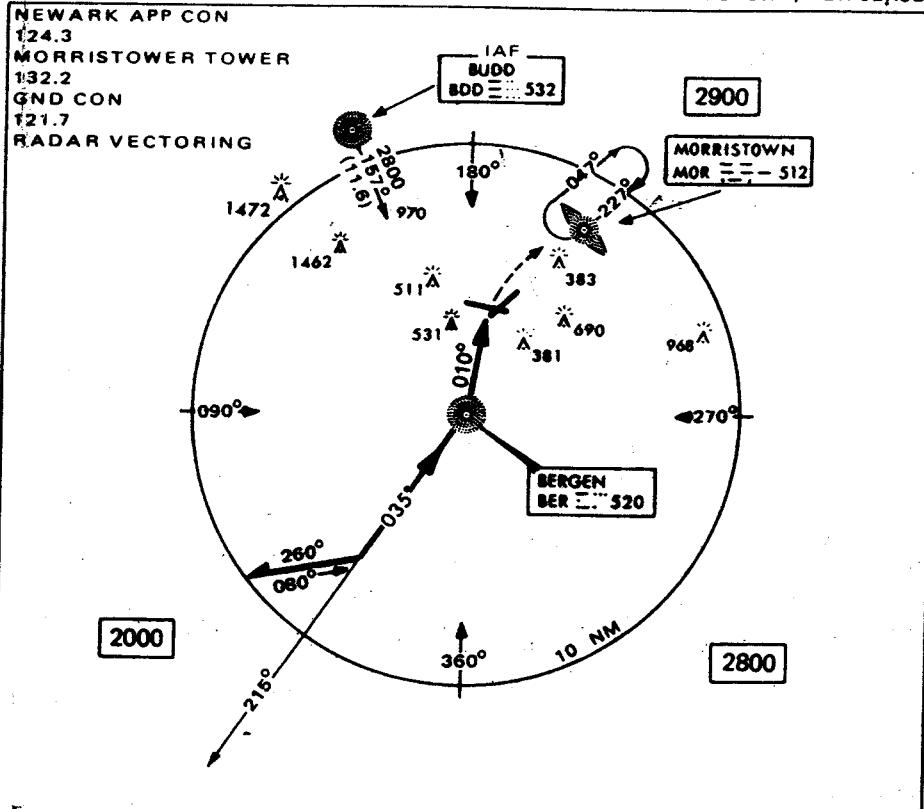 NEWARK APP CON
124.3
MORRISTOWER TOWER
132.2
GND CON
121.7
RADAR VECTORING
IAF
BUDD
BDD 532
2900
MORRISTOWN
MOR 512
2800
157°
(11.6)
970
180°
047°
227°
1472
1462
511
531
383
690
381
968
010°
090°
270°
BERGEN
BER 520
035°
260°
080°
2000
215°
360°
10 NM
2800